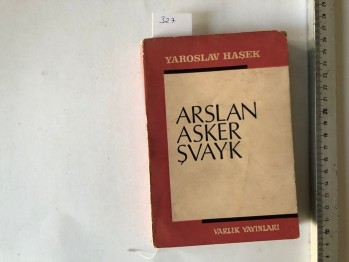 327
YAROSLAV HAŞEK
ARSLAN
ASKER
ŞVAYK
VARLIK YAYINLARI